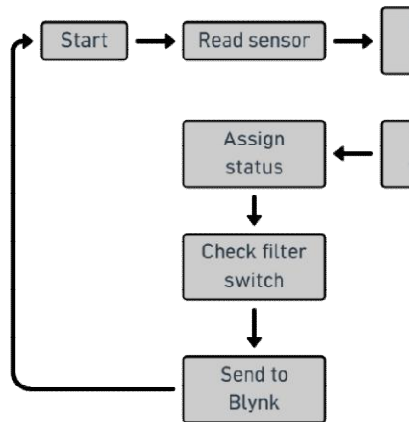 Start
Read sensor
Assign
status
Check filter
switch
Send to
Blynk